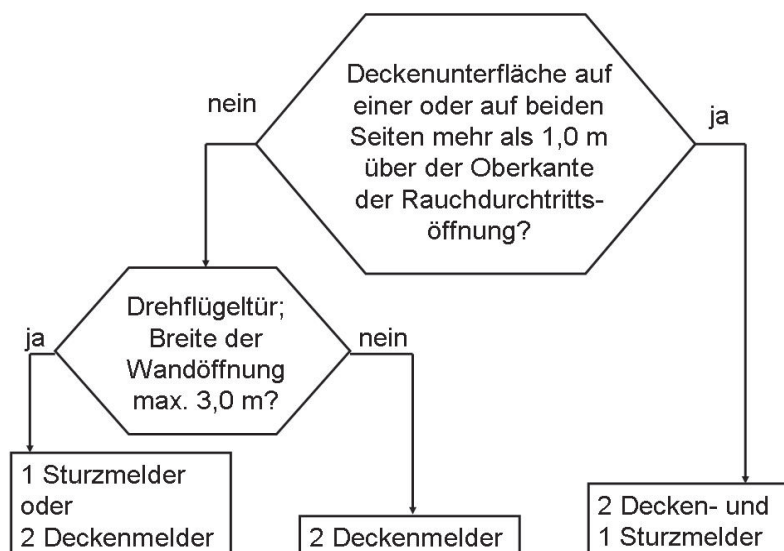 Deckenunterfläche auf
einer oder auf beiden
Seiten mehr als 1,0 m
über der Oberkante
der Rauchdurchtritts-
öffnung?
nein
ja
Drehflügeltür;
Breite der
Wandöffnung
max. 3,0 m?
ja
nein
1 Sturzmelder
oder
2 Deckenmelder
2 Deckenmelder
2 Decken- und
1 Sturzmelder